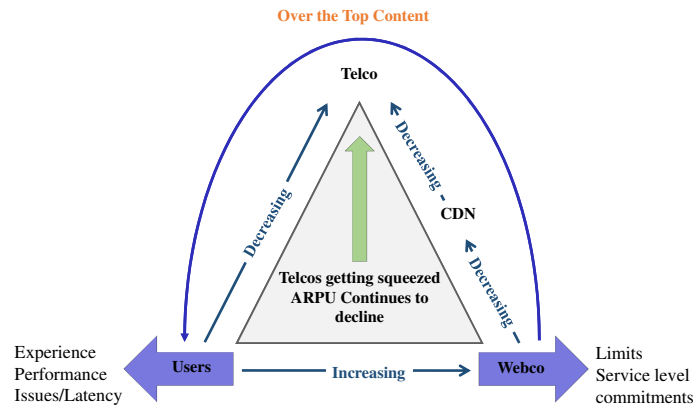 Over the Top Content
Telco
Decreasing
Decreasing
CDN
Decreasing
Telcos getting squeezed
ARPU Continues to
decline
Experience
Performance
Issues/Latency
Users
Increasing
Webco
Limits
Service level
commitments